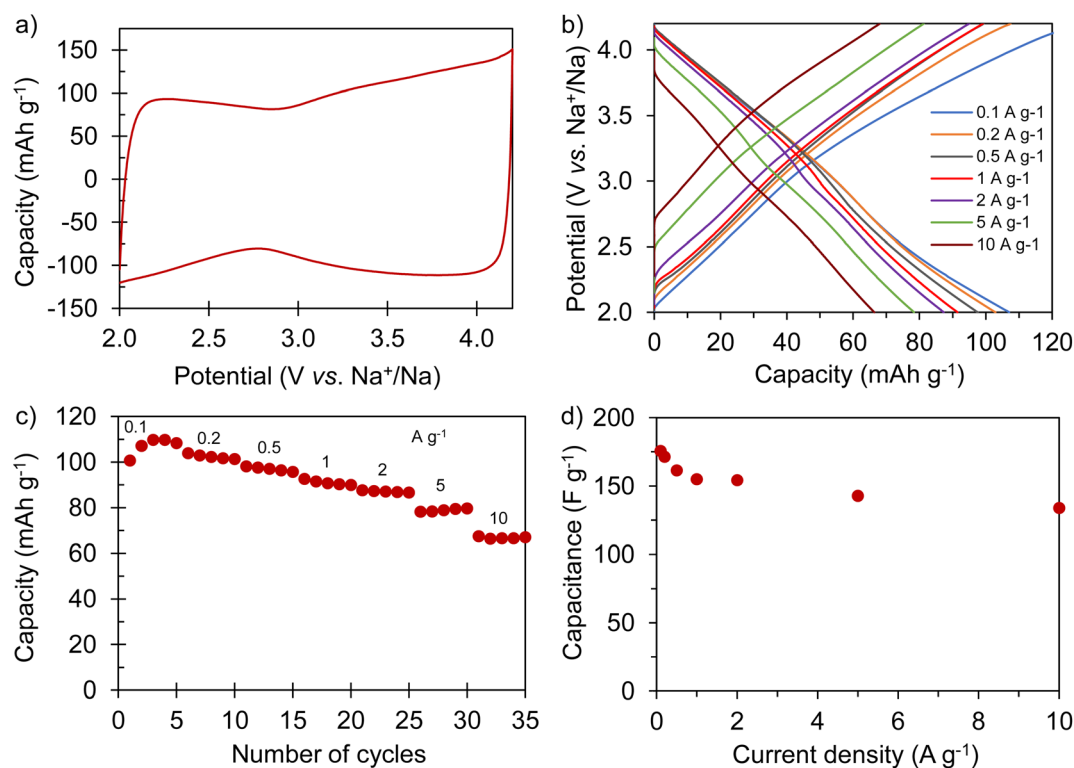 a)
Capacity (mAh g⁻¹)
150
100
50
0
-50
-100
-150
2.0
2.5
3.0
3.5
4.0
Potential (V vs. Na⁺/Na)
b)
Potential (V vs. Na⁺/Na)
4.0
3.5
3.0
2.5
2.0
0.1 A g-1
0.2 A g-1
0.5 A g-1
1 A g-1
2 A g-1
5 A g-1
10 A g-1
0
20
40
60
80
100
120
Capacity (mAh g⁻¹)
c)
Capacity (mAh g⁻¹)
120
100
80
60
40
20
0
0.1
0.2
0.5
1
2
5
10
A g⁻¹
0
5
10
15
20
25
30
35
Number of cycles
d)
Capacitance (F g⁻¹)
200
150
100
50
0
0
2
4
6
8
10
Current density (A g⁻¹)